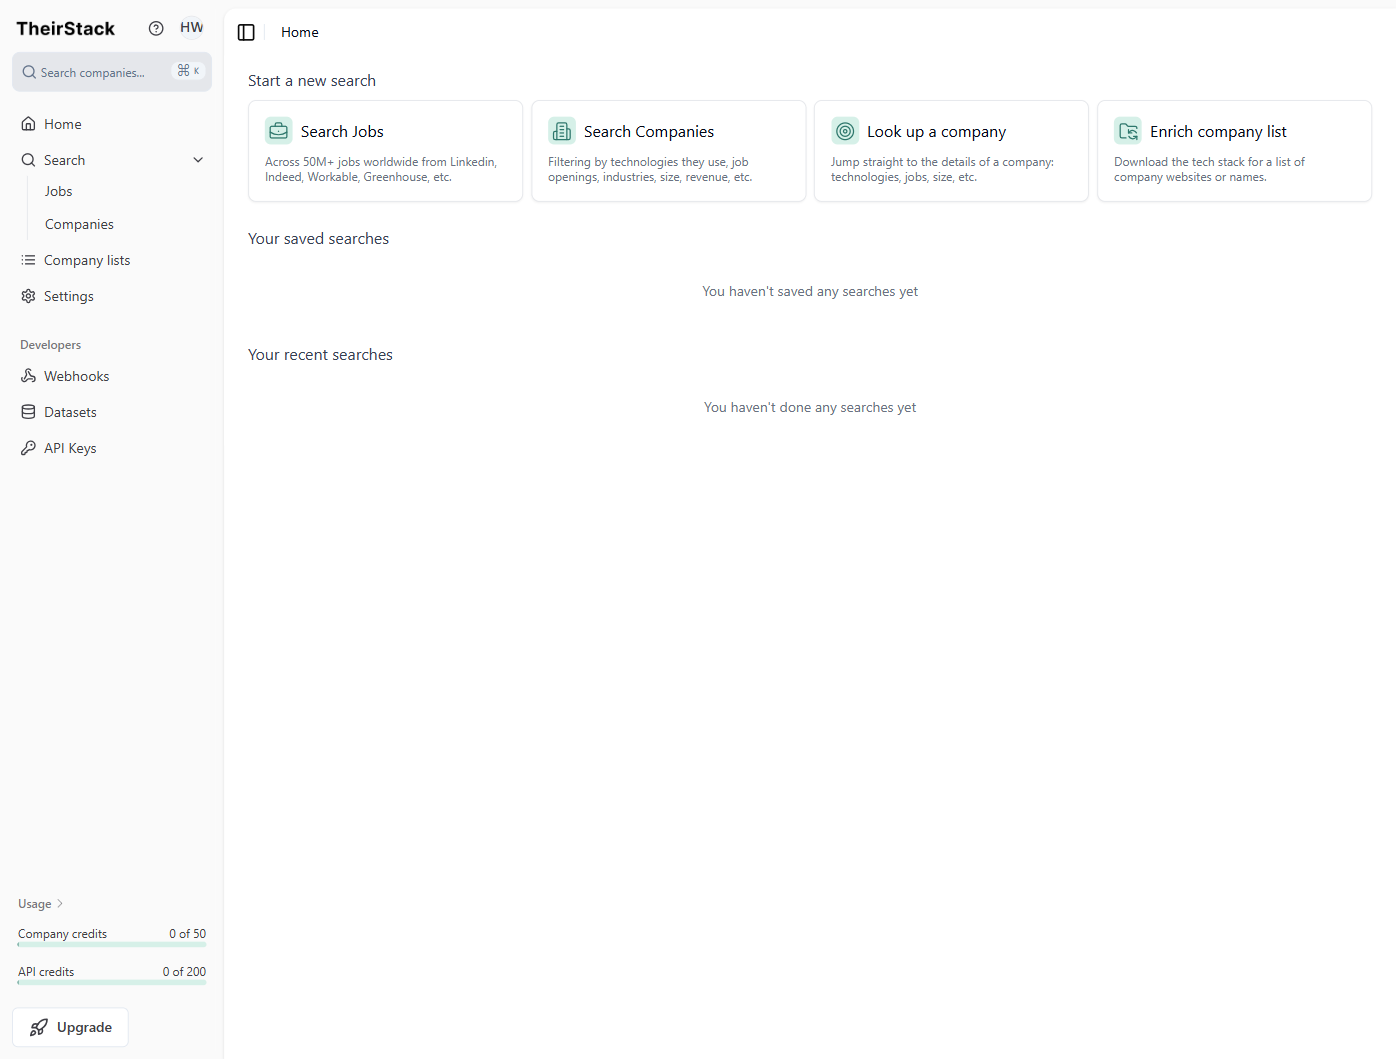 TheirStack
HW
Search companies...
⌘ K
Home
Search
Jobs
Companies
Company lists
Settings
Developers
Webhooks
Datasets
API Keys
Usage
Company credits 0 of 50
API credits 0 of 200
Upgrade
Home
Start a new search
Search Jobs
Across 50M+ jobs worldwide from Linkedin,
Indeed, Workable, Greenhouse, etc.
Search Companies
Filtering by technologies they use, job
openings, industries, size, revenue, etc.
Look up a company
Jump straight to the details of a company:
technologies, jobs, size, etc.
Enrich company list
Download the tech stack for a list of
company websites or names.
Your saved searches
You haven't saved any searches yet
Your recent searches
You haven't done any searches yet